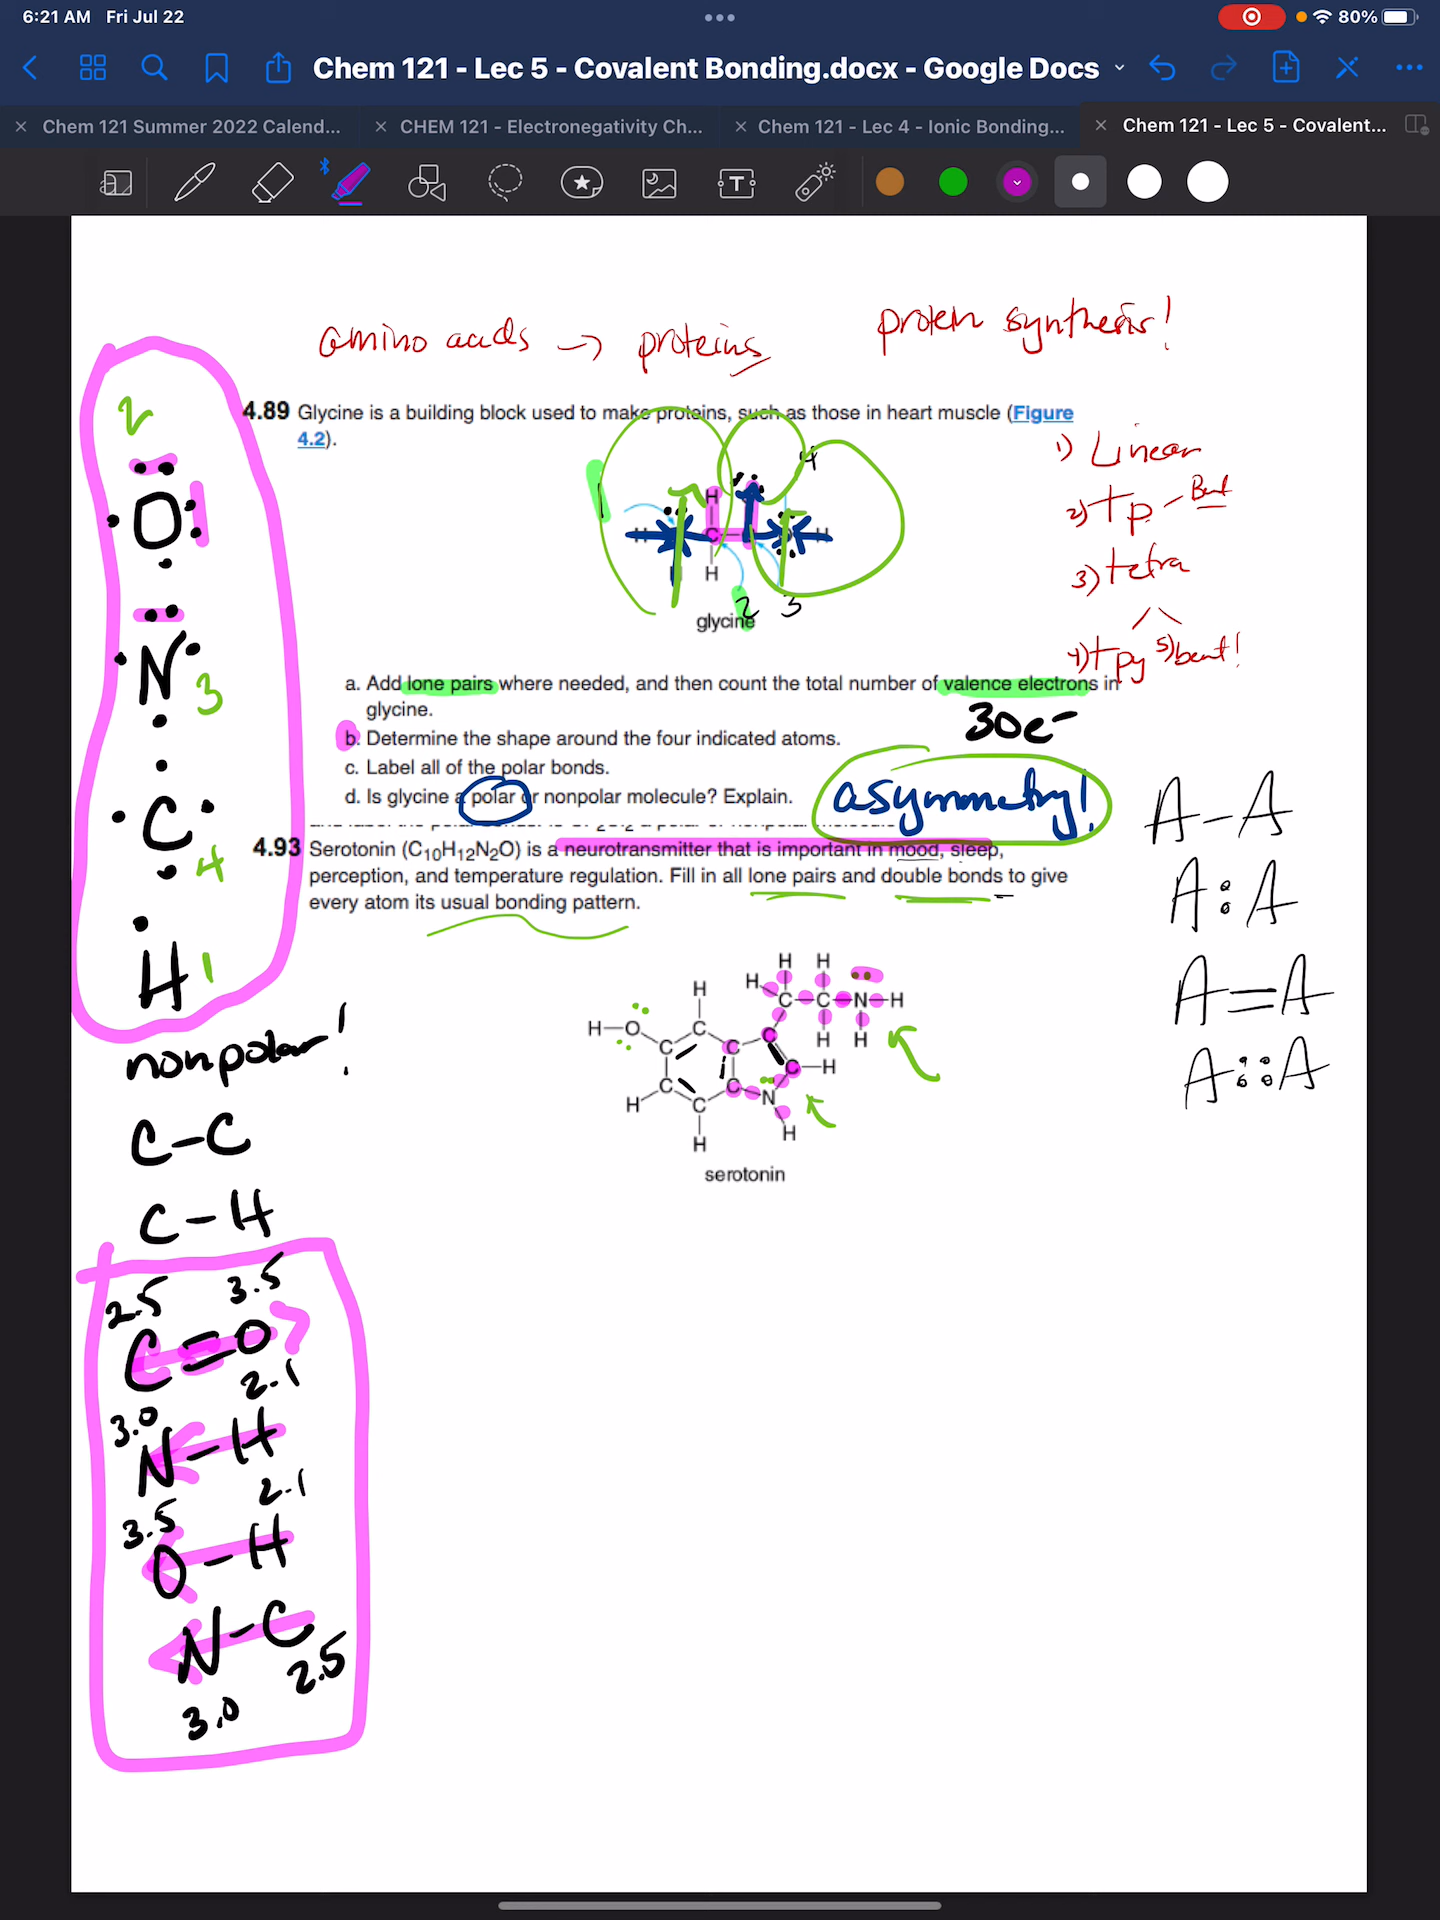 6:21 AM Fri Jul 22
80%
Chem 121 - Lec 5 - Covalent Bonding.docx - Google Docs
Chem 121 Summer 2022 Calend...
CHEM 121 - Electronegativity Ch...
Chem 121 - Lec 4 - Ionic Bonding...
Chem 121 - Lec 5 - Covalent...
amino acids → proteins
protein synthesis!
4.89 Glycine is a building block used to make proteins, such as those in heart muscle (Figure
4.2).
1) Linear
2) tp - Bent
3) tetra
4) tpy 5) bent!
1
4
H
C
H
H
H
2 3
glycine
a. Add lone pairs where needed, and then count the total number of valence electrons in
glycine.
30e-
b. Determine the shape around the four indicated atoms.
c. Label all of the polar bonds.
d. Is glycine a polar or nonpolar molecule? Explain.
asymmetry!
4.93 Serotonin (C10H12N2O) is a neurotransmitter that is important in mood, sleep,
perception, and temperature regulation. Fill in all lone pairs and double bonds to give
every atom its usual bonding pattern.
2
O
N
3
C
4
H 1
A-A
A:A
A=A
A::A
H H
H C-C-N-H
H H H
H-O C C C C
C C C C-H
H N
H H
serotonin
nonpolar!
C-C
C-H
2.5 3.5
C=O
3.0 2.1
N-H
3.5 2.1
O-H
N-C
3.0 2.5